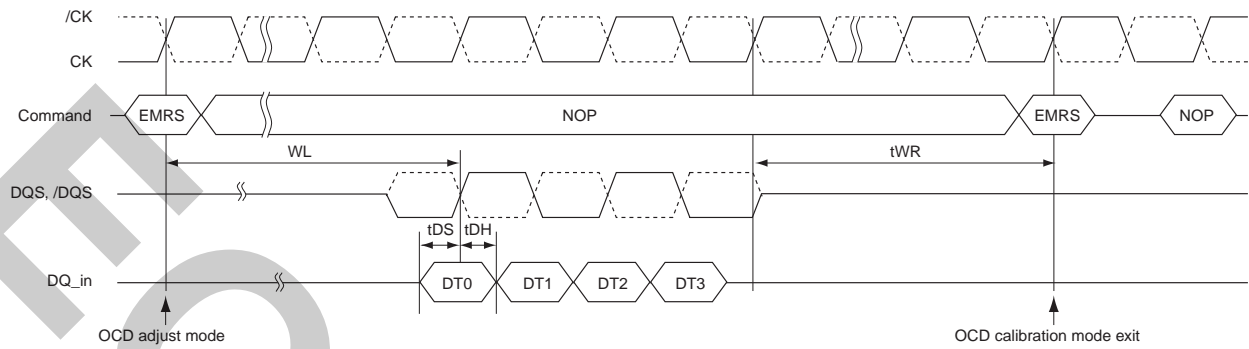 /CK
CK
Command EMRS NOP EMRS NOP
WL tWR
DQS, /DQS
tDS tDH
DQ_in DT0 DT1 DT2 DT3
OCD adjust mode OCD calibration mode exit